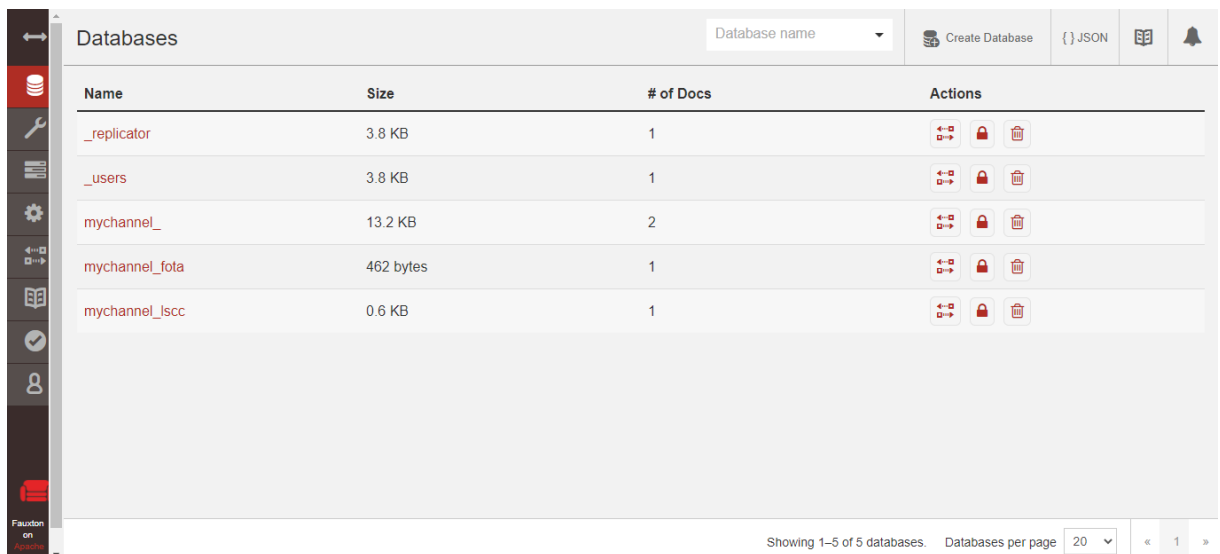 Databases
Database name
Create Database
{ } JSON
Name Size # of Docs Actions
_replicator 3.8 KB 1
_users 3.8 KB 1
mychannel_ 13.2 KB 2
mychannel_fota 462 bytes 1
mychannel_lscc 0.6 KB 1
Fauxton
on
Apache
Showing 1–5 of 5 databases. Databases per page 20 « 1 »